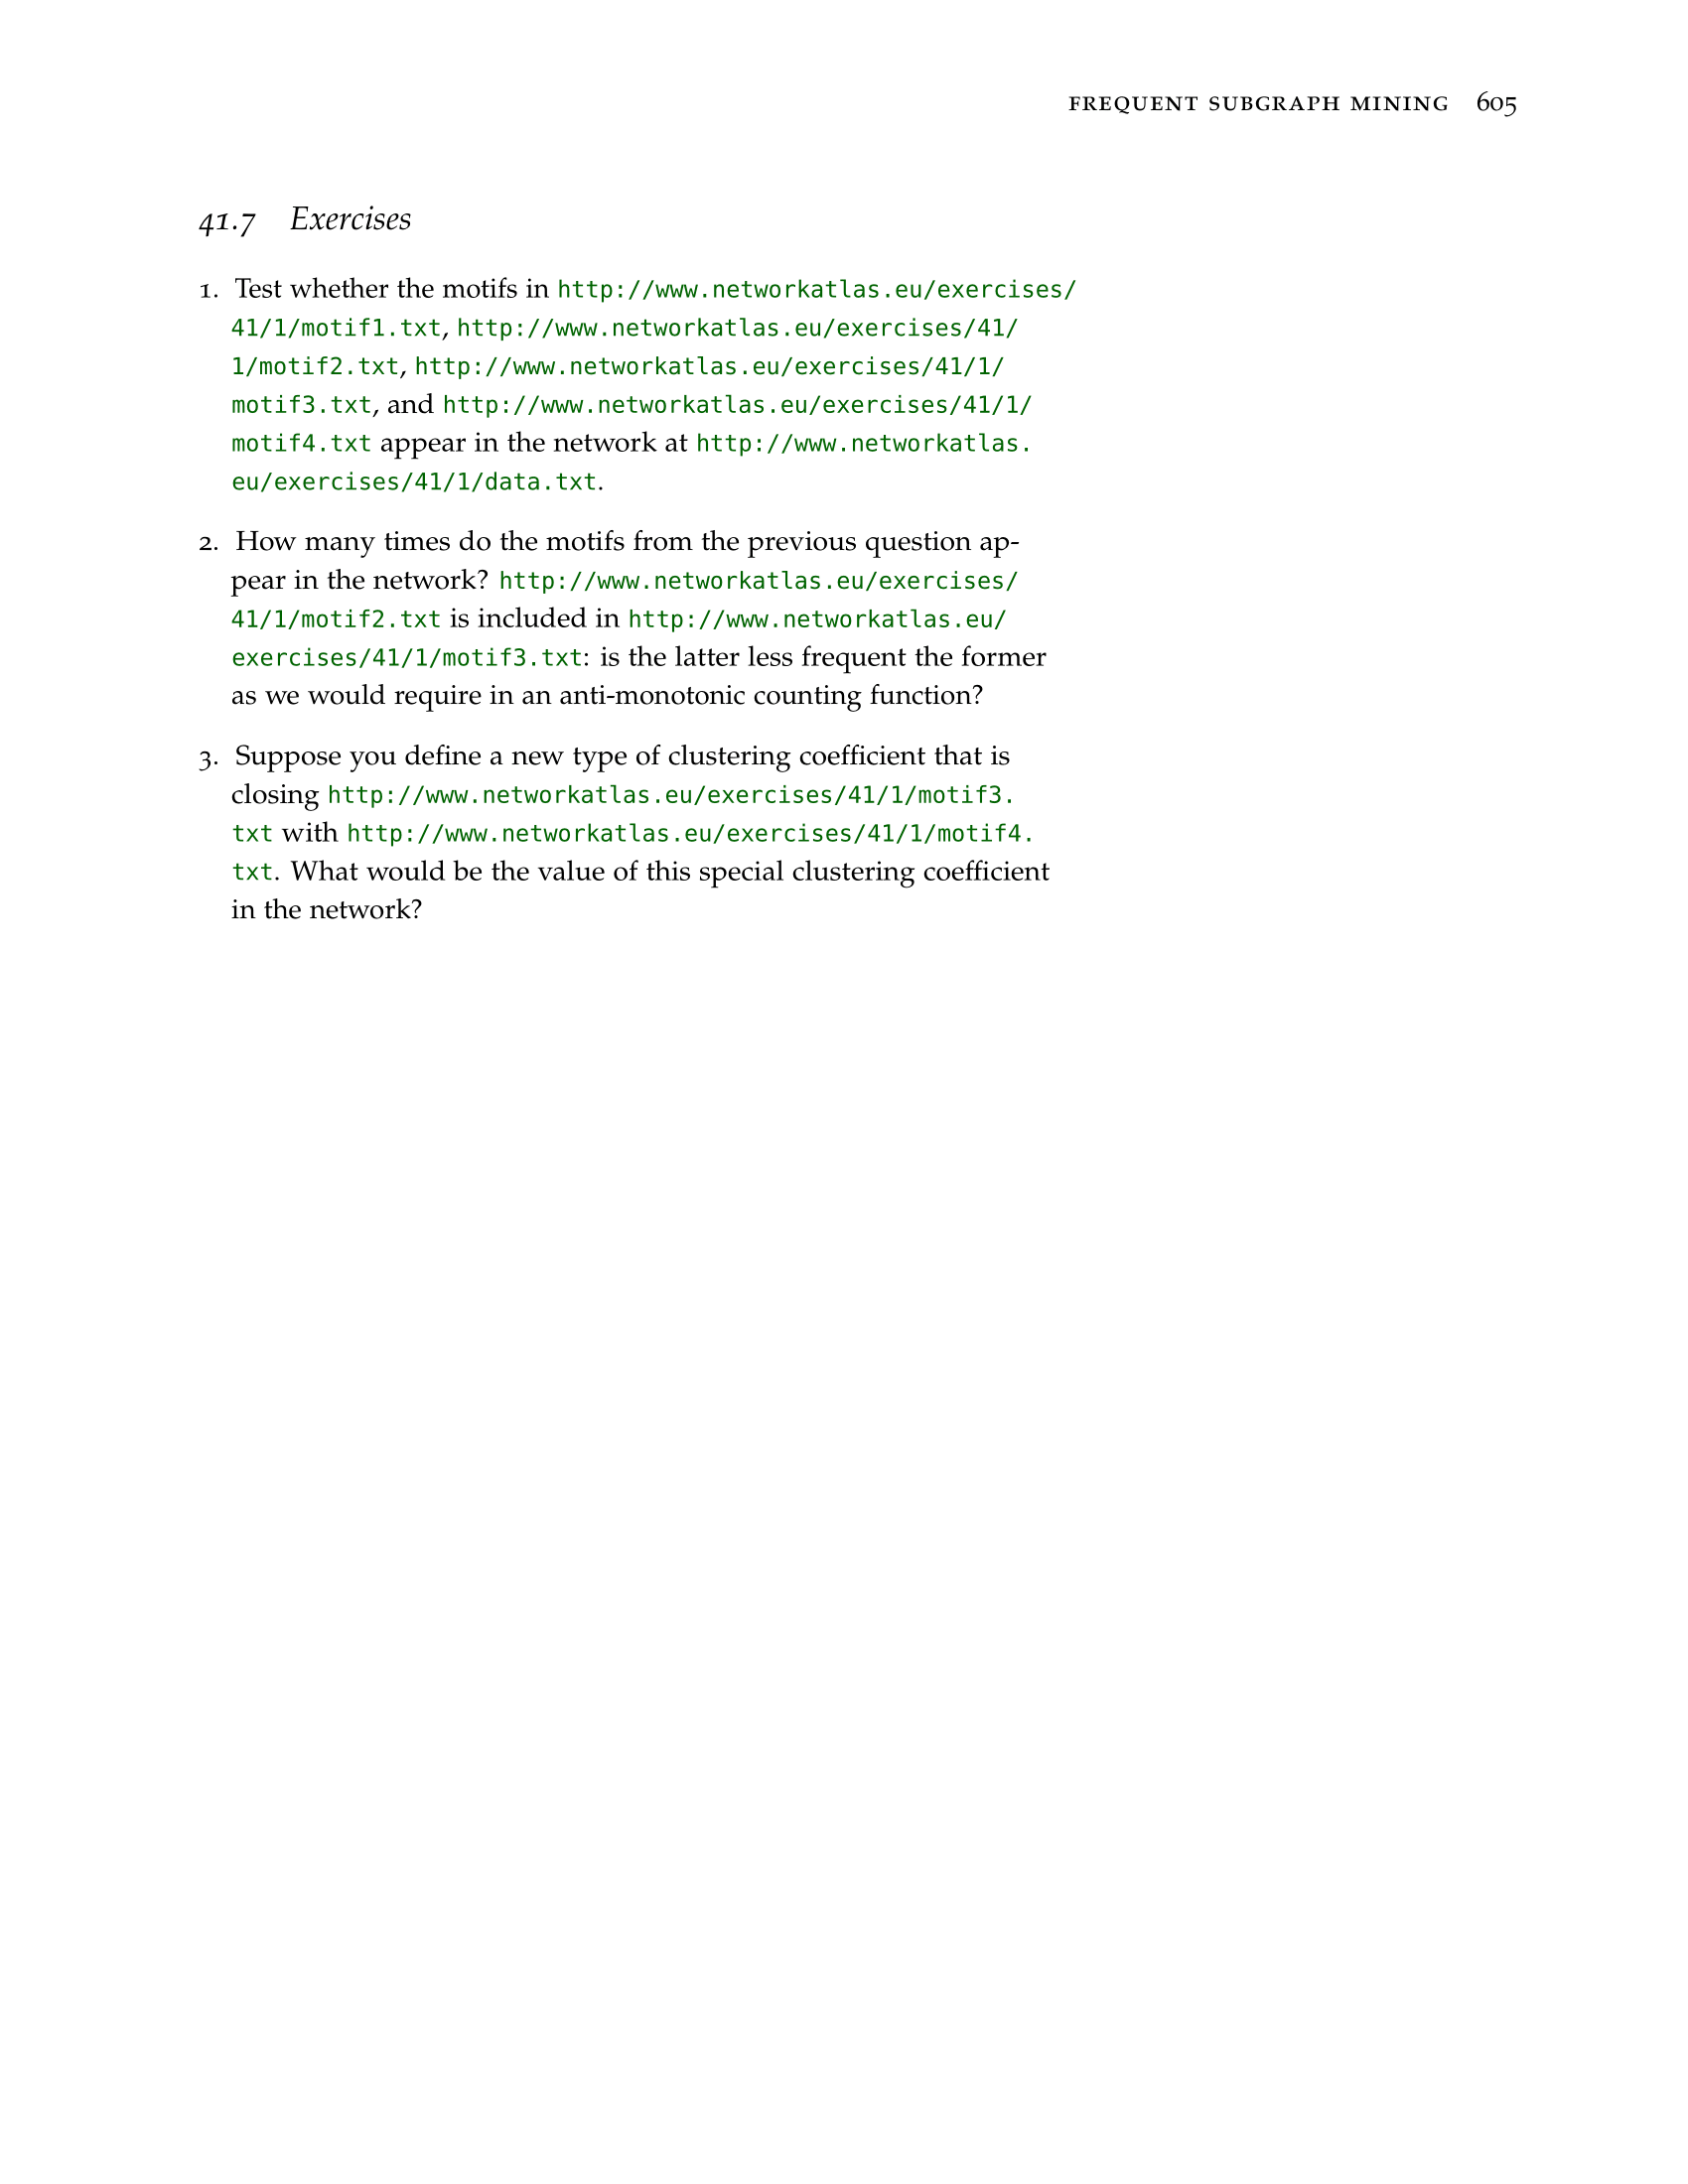 FREQUENT SUBGRAPH MINING 605
41.7 Exercises
1. Test whether the motifs in http://www.networkatlas.eu/exercises/
41/1/motif1.txt, http://www.networkatlas.eu/exercises/41/
1/motif2.txt, http://www.networkatlas.eu/exercises/41/1/
motif3.txt, and http://www.networkatlas.eu/exercises/41/1/
motif4.txt appear in the network at http://www.networkatlas.
eu/exercises/41/1/data.txt.
2. How many times do the motifs from the previous question ap-
pear in the network? http://www.networkatlas.eu/exercises/
41/1/motif2.txt is included in http://www.networkatlas.eu/
exercises/41/1/motif3.txt: is the latter less frequent the former
as we would require in an anti-monotonic counting function?
3. Suppose you define a new type of clustering coefficient that is
closing http://www.networkatlas.eu/exercises/41/1/motif3.
txt with http://www.networkatlas.eu/exercises/41/1/motif4.
txt. What would be the value of this special clustering coefficient
in the network?